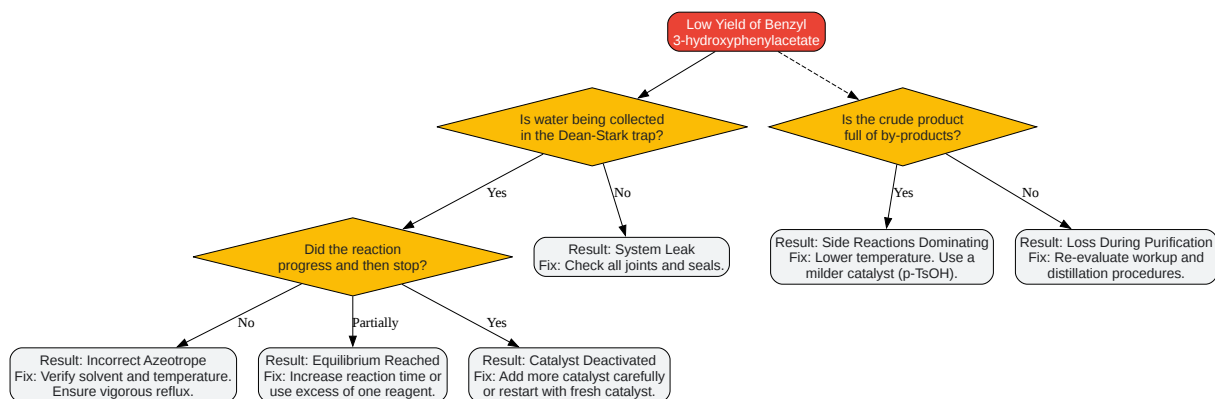 Low Yield of Benzyl
3-hydroxyphenylacetate
Is water being collected
in the Dean-Stark trap?
Is the crude product
full of by-products?
Yes
No
Yes
No
Did the reaction
progress and then stop?
Result: System Leak
Fix: Check all joints and seals.
Result: Side Reactions Dominating
Fix: Lower temperature. Use a
milder catalyst (p-TsOH).
Result: Loss During Purification
Fix: Re-evaluate workup and
distillation procedures.
No
Partially
Yes
Result: Incorrect Azeotrope
Fix: Verify solvent and temperature.
Ensure vigorous reflux.
Result: Equilibrium Reached
Fix: Increase reaction time or
use excess of one reagent.
Result: Catalyst Deactivated
Fix: Add more catalyst carefully
or restart with fresh catalyst.